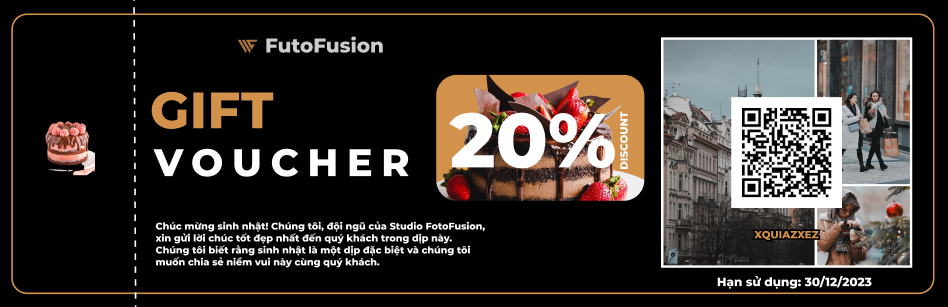 FutoFusion
GIFT
VOUCHER
20%
DISCOUNT
Chúc mừng sinh nhật! Chúng tôi, đội ngũ của Studio FotoFusion,
xin gửi lời chúc tốt đẹp nhất đến quý khách trong dịp này.
Chúng tôi biết rằng sinh nhật là một dịp đặc biệt và chúng tôi
muốn chia sẻ niềm vui này cùng quý khách.
XQUIAZXEZ
Hạn sử dụng: 30/12/2023